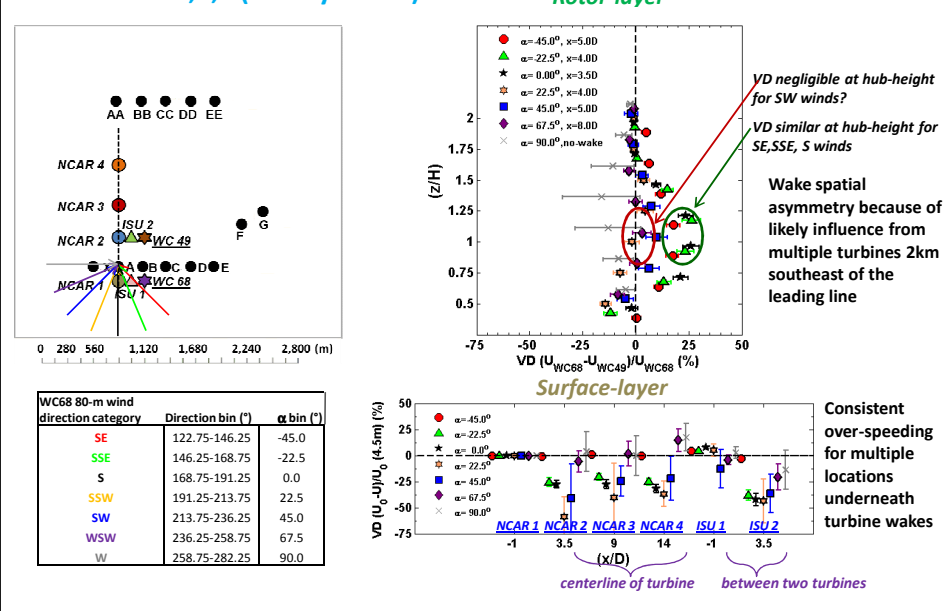 Rotor-layer
AA BB CC DD EE
NCAR 4
NCAR 3
ISU 2
G
F
NCAR 2
WC 49
A B C D E
NCAR 1
WC 68
ISU 1
0 280 560 1,120 1,680 2,240 2,800 (m)
α=-45.0°, x=5.0D
α=-22.5°, x=4.0D
α=0.00°, x=3.5D
α=22.5°, x=4.0D
α=45.0°, x=5.0D
α=67.5°, x=8.0D
α=90.0°,no-wake
(z/H)
2
1.75
1.5
1.25
1
0.75
0.5
-75 -50 -25 0 25 50
VD (U_WC68-U_WC49)/U_WC68 (%)
VD negligible at hub-height
for SW winds?
VD similar at hub-height for
SE,SSE, S winds
Wake spatial
asymmetry because of
likely influence from
multiple turbines 2km
southeast of the
leading line
WC68 80-m wind
direction category Direction bin (°) α bin (°)
SE 122.75-146.25 -45.0
SSE 146.25-168.75 -22.5
S 168.75-191.25 0.0
SSW 191.25-213.75 22.5
SW 213.75-236.25 45.0
WSW 236.25-258.75 67.5
W 258.75-282.25 90.0
Surface-layer
VD (U₀-U)/U₀ (4.5m) (%)
50
25
0
-25
-50
-75
α=-45.0°
α=-22.5°
α= 0.0°
α= 22.5°
α= 45.0°
α= 67.5°
α= 90.0°
NCAR 1 NCAR 2 NCAR 3 NCAR 4 ISU 1 ISU 2
-1 3.5 9 14 -1 3.5
(x/D)
centerline of turbine between two turbines
Consistent
over-speeding
for multiple
locations
underneath
turbine wakes